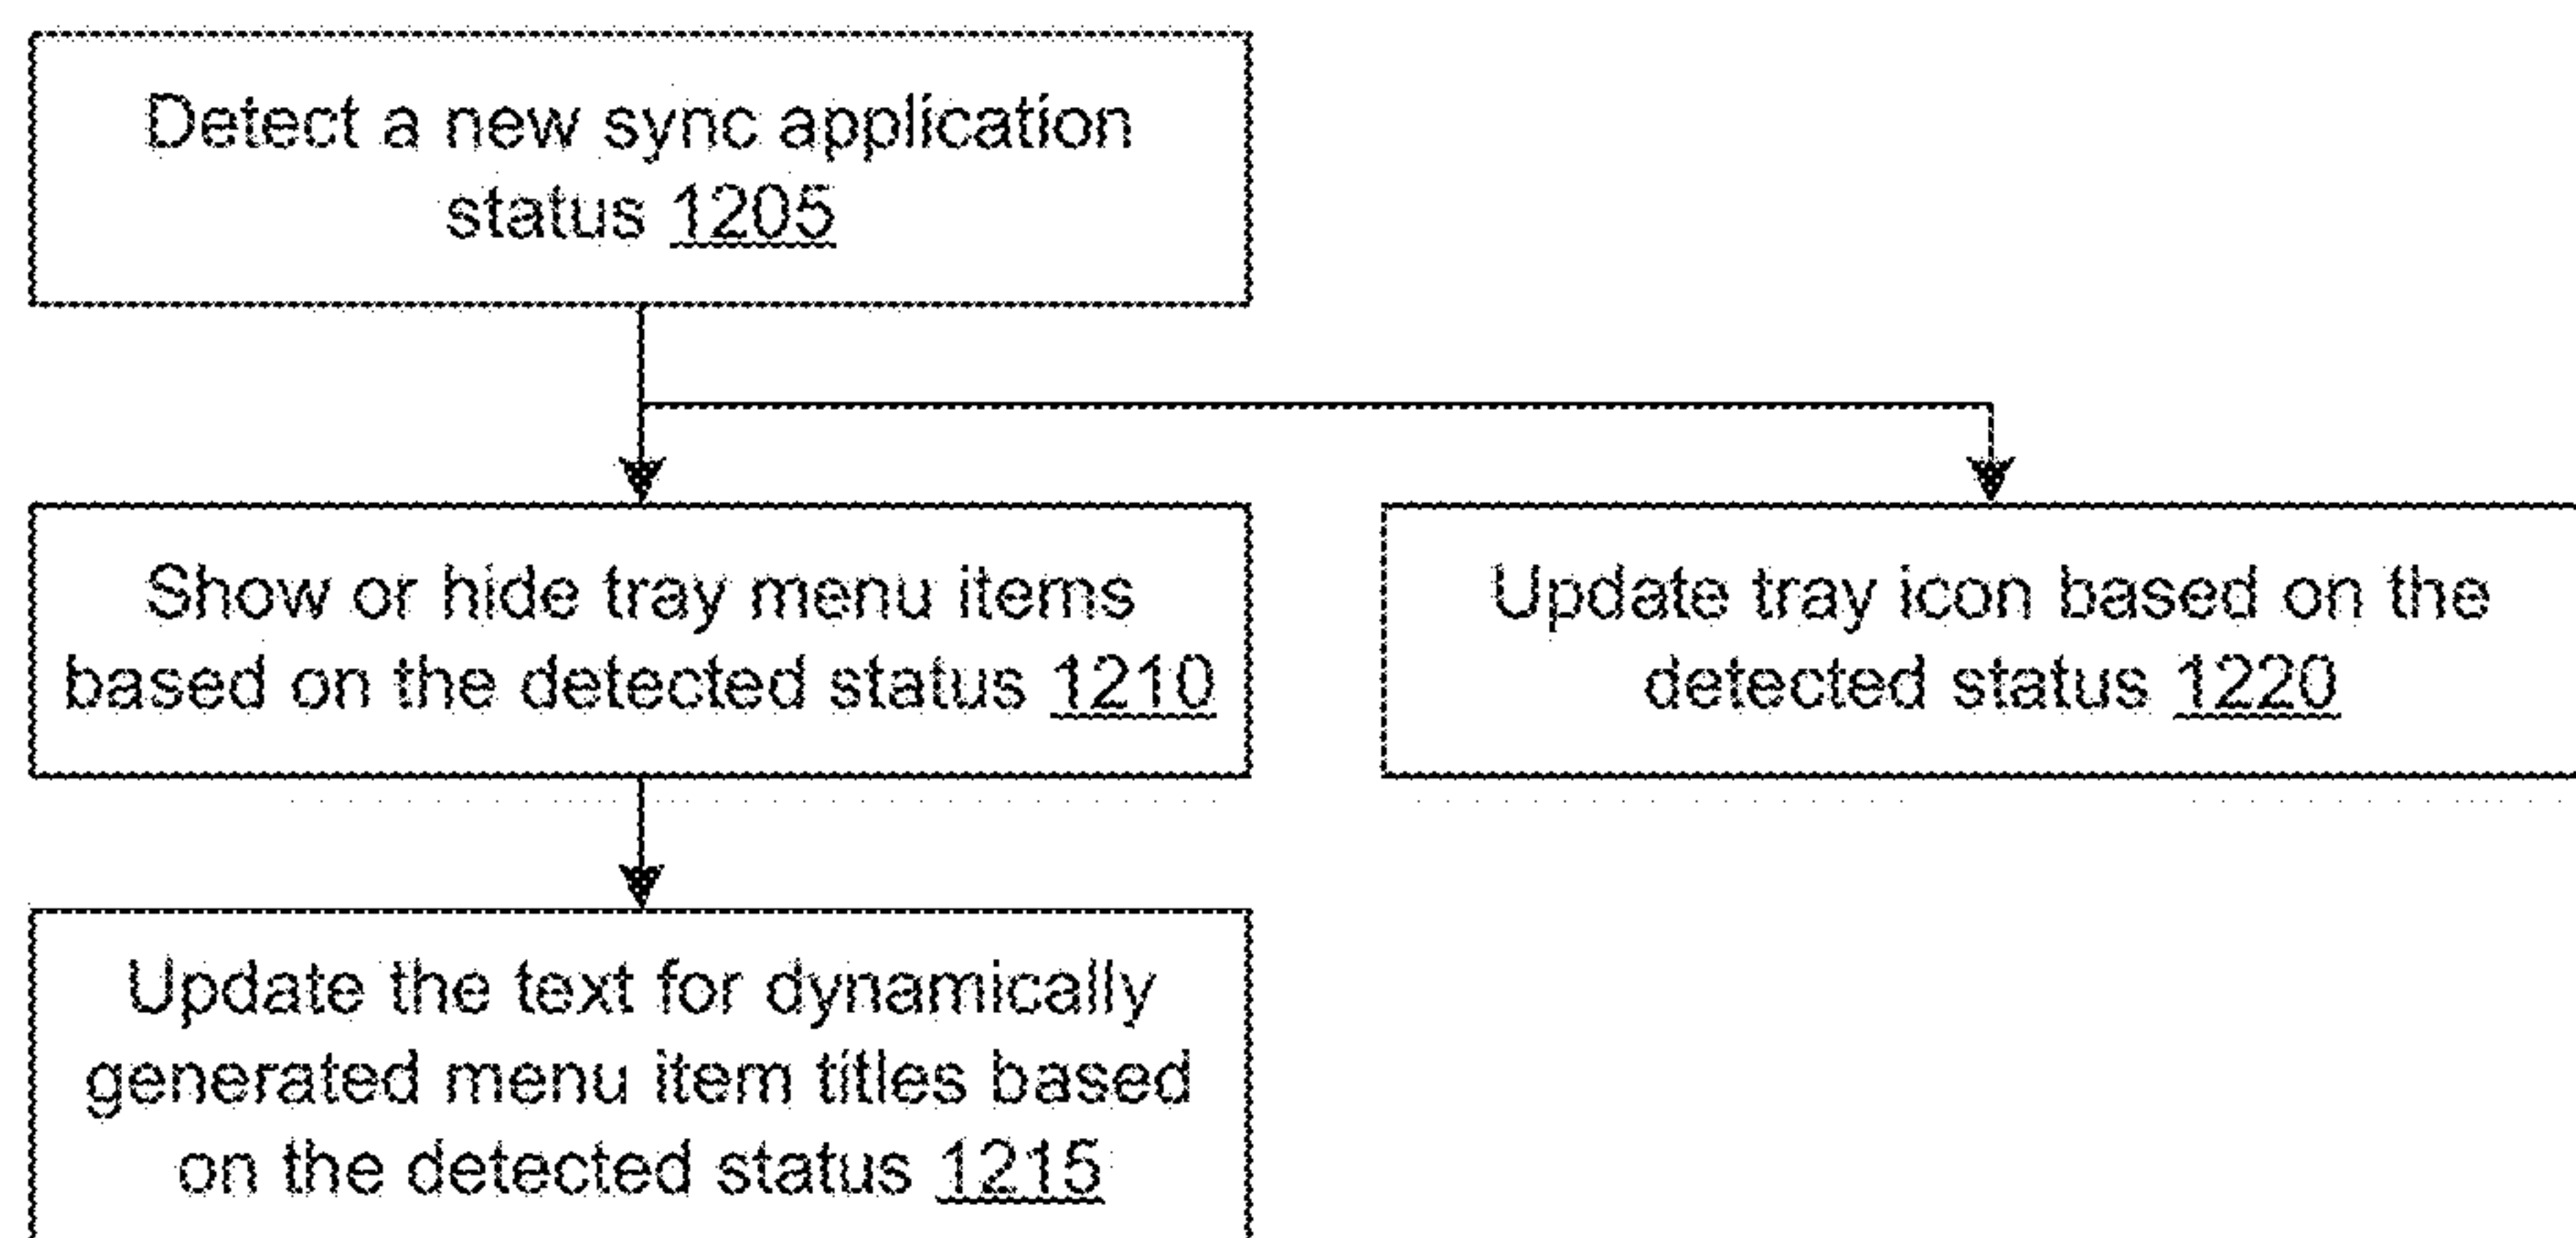 Detect a new sync application
status 1205
Show or hide tray menu items
based on the detected status 1210
Update tray icon based on the
detected status 1220
Update the text for dynamically
generated menu item titles based
on the detected status 1215